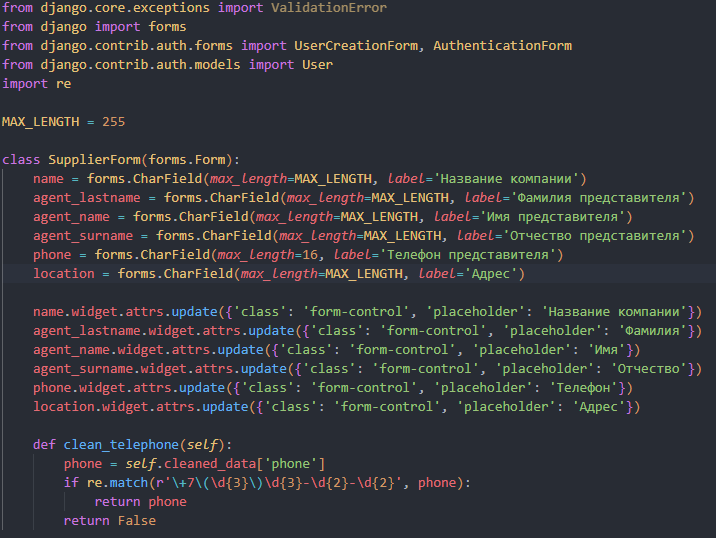 from django.core.exceptions import ValidationError
from django import forms
from django.contrib.auth.forms import UserCreationForm, AuthenticationForm
from django.contrib.auth.models import User
import re

MAX_LENGTH = 255

class SupplierForm(forms.Form):
    name = forms.CharField(max_length=MAX_LENGTH, label='Название компании')
    agent_lastname = forms.CharField(max_length=MAX_LENGTH, label='Фамилия представителя')
    agent_name = forms.CharField(max_length=MAX_LENGTH, label='Имя представителя')
    agent_surname = forms.CharField(max_length=MAX_LENGTH, label='Отчество представителя')
    phone = forms.CharField(max_length=16, label='Телефон представителя')
    location = forms.CharField(max_length=MAX_LENGTH, label='Адрес')

    name.widget.attrs.update({'class': 'form-control', 'placeholder': 'Название компании'})
    agent_lastname.widget.attrs.update({'class': 'form-control', 'placeholder': 'Фамилия'})
    agent_name.widget.attrs.update({'class': 'form-control', 'placeholder': 'Имя'})
    agent_surname.widget.attrs.update({'class': 'form-control', 'placeholder': 'Отчество'})
    phone.widget.attrs.update({'class': 'form-control', 'placeholder': 'Телефон'})
    location.widget.attrs.update({'class': 'form-control', 'placeholder': 'Адрес'})

    def clean_telephone(self):
        phone = self.cleaned_data['phone']
        if re.match(r'\+7\(\d{3}\)\d{3}-\d{2}-\d{2}', phone):
            return phone
        return False